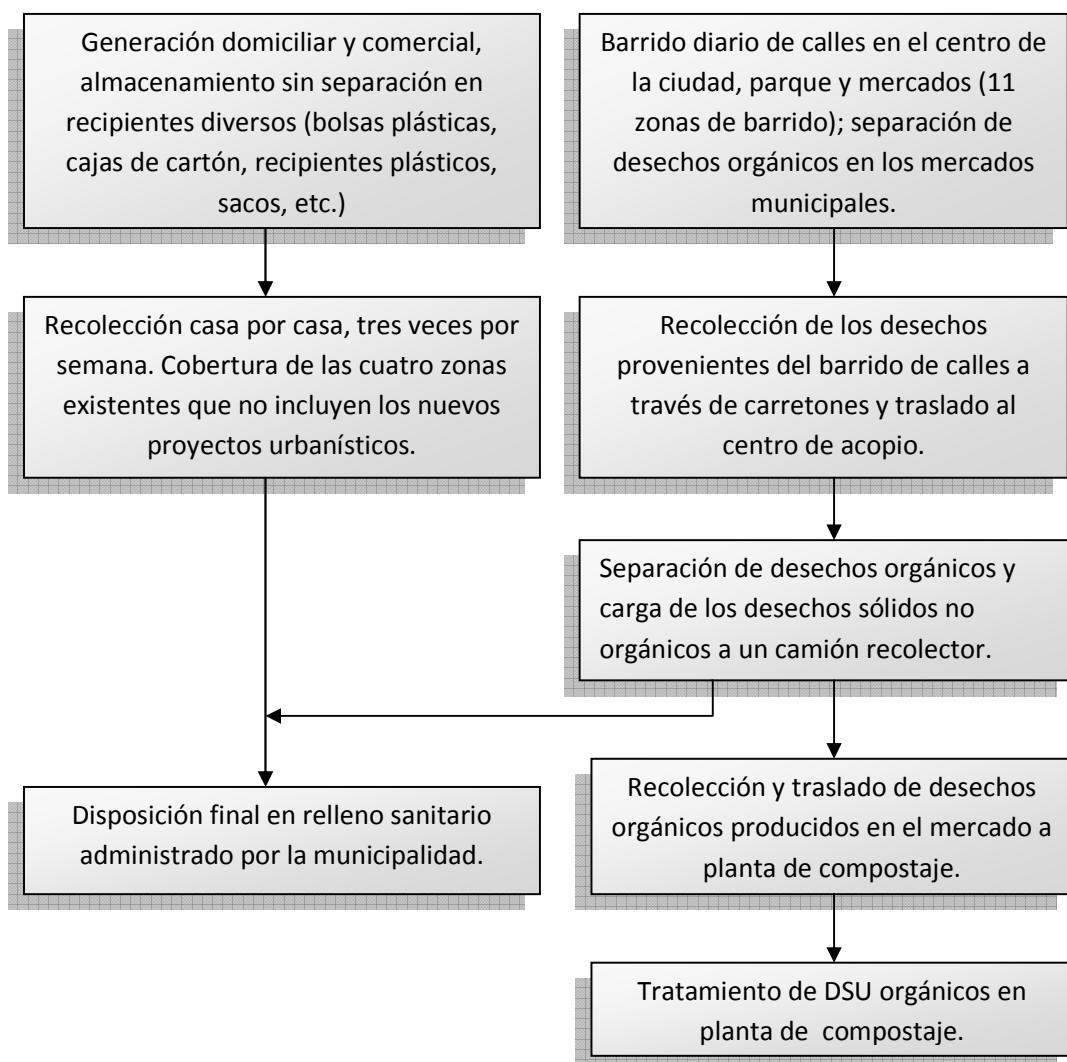 Generación domiciliar y comercial,
almacenamiento sin separación en
recipientes diversos (bolsas plásticas,
cajas de cartón, recipientes plásticos,
sacos, etc.)
Barrido diario de calles en el centro de
la ciudad, parque y mercados (11
zonas de barrido); separación de
desechos orgánicos en los mercados
municipales.
Recolección casa por casa, tres veces por
semana. Cobertura de las cuatro zonas
existentes que no incluyen los nuevos
proyectos urbanísticos.
Recolección de los desechos
provenientes del barrido de calles a
través de carretones y traslado al
centro de acopio.
Separación de desechos orgánicos y
carga de los desechos sólidos no
orgánicos a un camión recolector.
Disposición final en relleno sanitario
administrado por la municipalidad.
Recolección y traslado de desechos
orgánicos producidos en el mercado a
planta de compostaje.
Tratamiento de DSU orgánicos en
planta de compostaje.